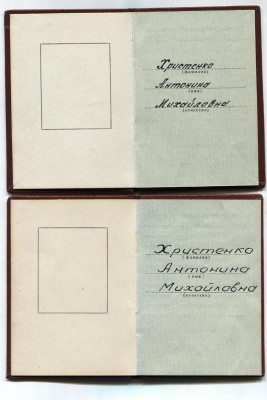 Христенко
(фамилия)
Антонина
(имя)
Михайловна
(отчество)
Христенко
(фамилия)
Антонина
(имя)
Михайловна
(отчество)